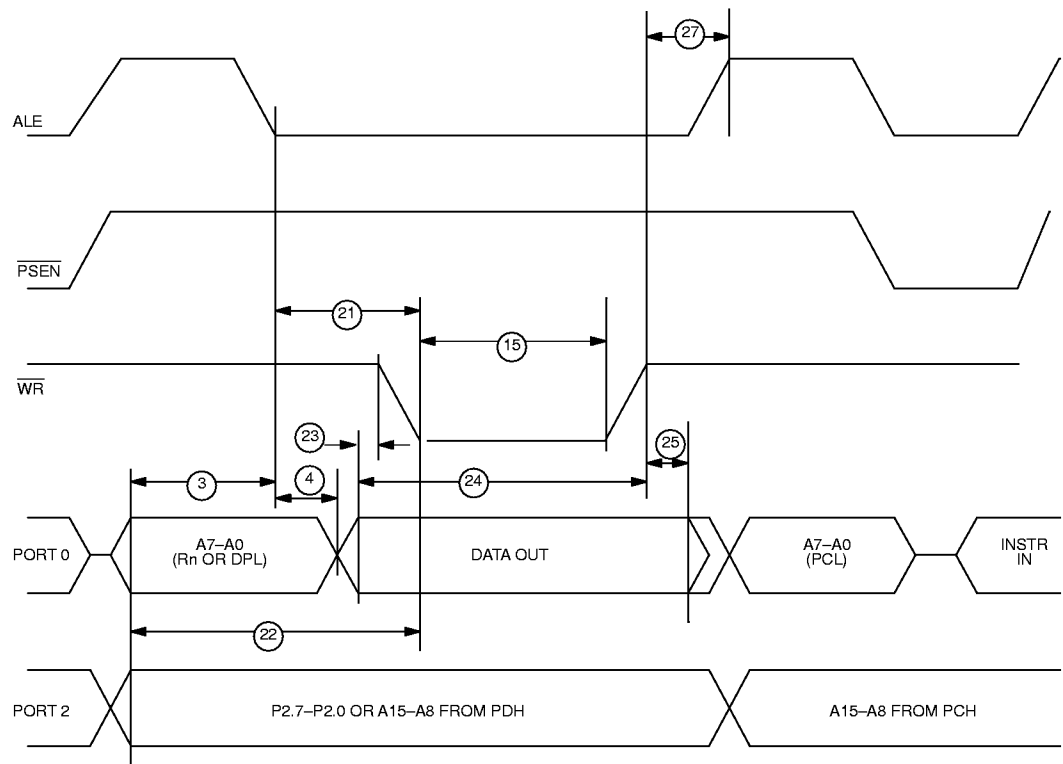 27
ALE
PSEN
21
15
WR
23
25
3
4
24
PORT 0
A7–A0
(Rn OR DPL)
DATA OUT
A7–A0
(PCL)
INSTR
IN
22
PORT 2
P2.7–P2.0 OR A15–A8 FROM PDH
A15–A8 FROM PCH